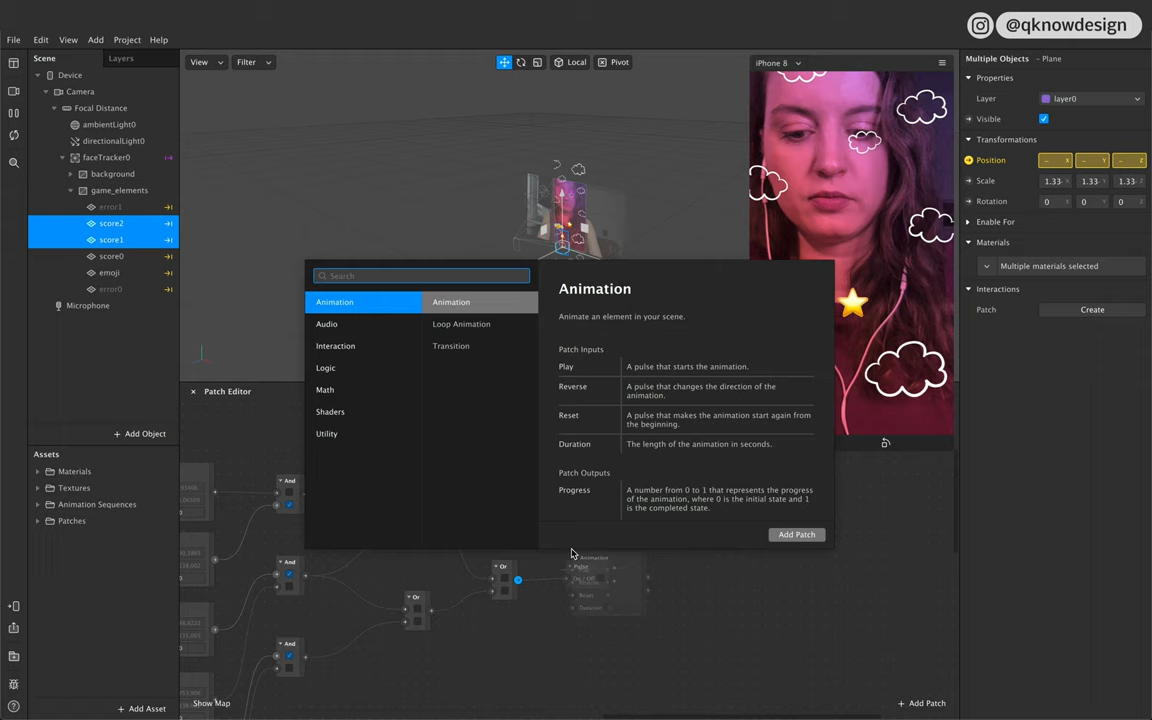 @qknowdesign
File Edit View Add Project Help
Scene
Layers
Device
Camera
Focal Distance
ambientLight0
directionalLight0
faceTracker0
background
game_elements
error1
score2
score1
score0
emoji
error0
Microphone
+ Add Object
Assets
Materials
Textures
Animation Sequences
Patches
+ Add Asset
View
Filter
Local
Pivot
iPhone 8
Patch Editor
Search
Animation
Audio
Interaction
Logic
Math
Shaders
Utility
Animation
Loop Animation
Transition
Animation
Animate an element in your scene.
Patch Inputs
Play A pulse that starts the animation.
Reverse A pulse that changes the direction of the
animation.
Reset A pulse that makes the animation start again from
the beginning.
Duration The length of the animation in seconds.
Patch Outputs
Progress A number from 0 to 1 that represents the progress
of the animation, where 0 is the initial state and 1
is the completed state.
Add Patch
And
And
And
Or
Or
Animation
Pulse
Reset
Duration
Show Map
+ Add Patch
Multiple Objects - Plane
Properties
Layer layer0
Visible
Transformations
Position – X – Y – Z
Scale 1.33 X 1.33 Y 1.33 Z
Rotation 0 X 0 Y 0 Z
Enable For
Materials
Multiple materials selected
Interactions
Patch Create